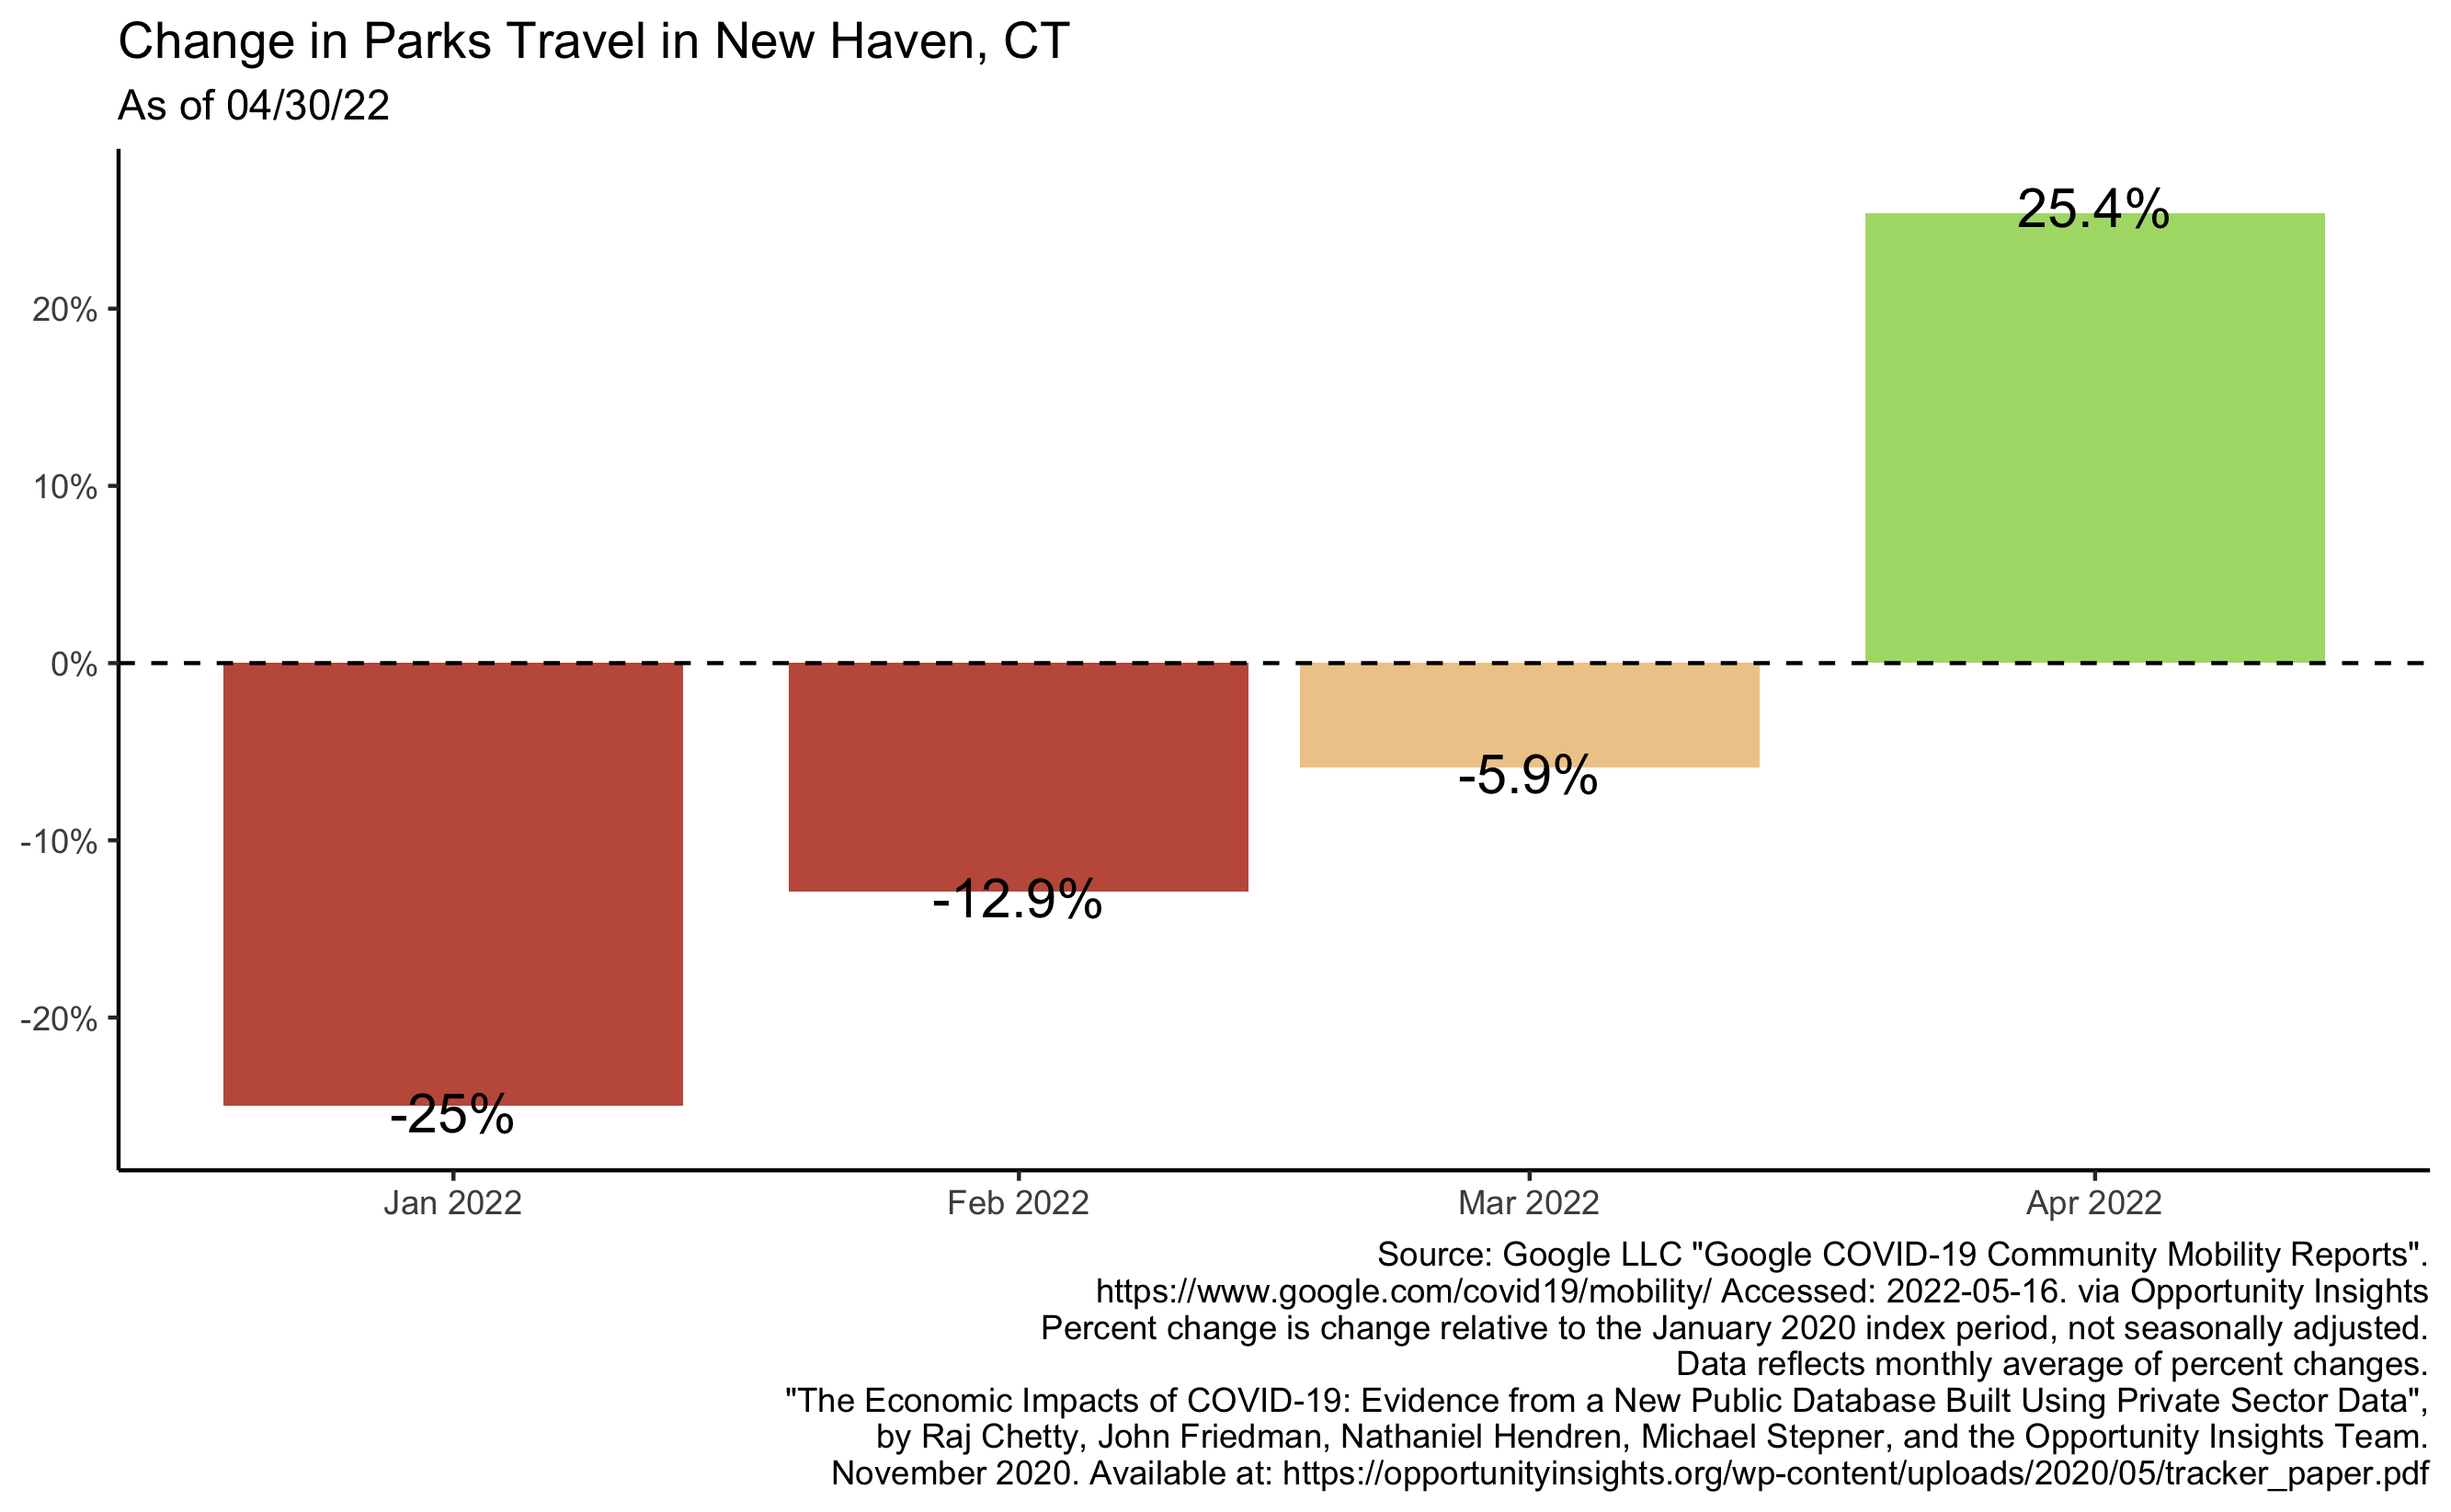 Change in Parks Travel in New Haven, CT
As of 04/30/22
25.4%
20%
10%
0%
-5.9%
-10%
-12.9%
-20%
-25%
Jan 2022 Feb 2022 Mar 2022 Apr 2022
Source: Google LLC "Google COVID-19 Community Mobility Reports".
https://www.google.com/covid19/mobility/ Accessed: 2022-05-16. via Opportunity Insights
Percent change is change relative to the January 2020 index period, not seasonally adjusted.
Data reflects monthly average of percent changes.
"The Economic Impacts of COVID-19: Evidence from a New Public Database Built Using Private Sector Data",
by Raj Chetty, John Friedman, Nathaniel Hendren, Michael Stepner, and the Opportunity Insights Team.
November 2020. Available at: https://opportunityinsights.org/wp-content/uploads/2020/05/tracker_paper.pdf